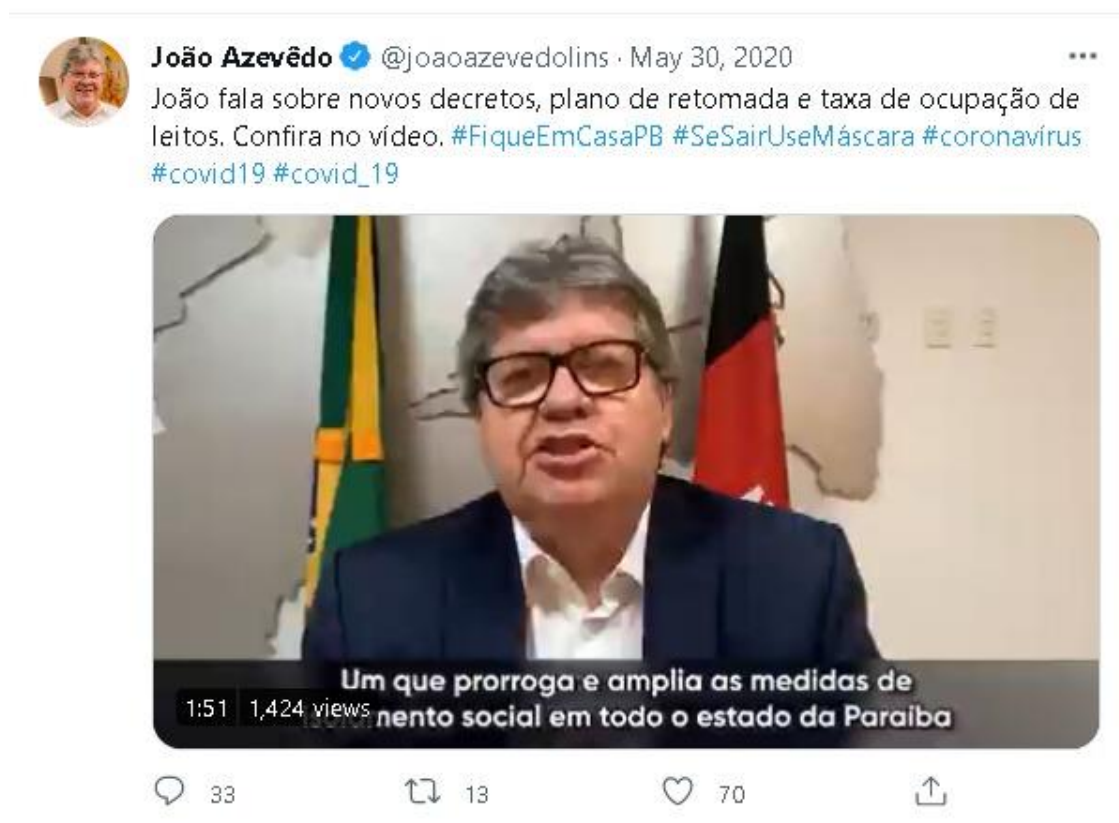 João Azevêdo @joaoazevedolins · May 30, 2020
João fala sobre novos decretos, plano de retomada e taxa de ocupação de
leitos. Confira no vídeo. #FiqueEmCasaPB #SeSairUseMáscara #coronavírus
#covid19 #covid_19
Um que prorroga e amplia as medidas de
1:51 1,424 views mento social em todo o estado da Paraíba
33 13 70